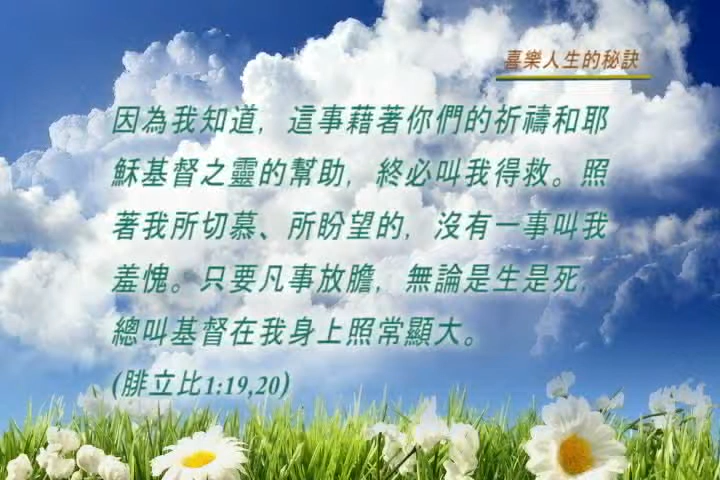 喜樂人生的秘訣
因為我知道，這事藉著你們的祈禱和耶
穌基督之靈的幫助，終必叫我得救。照
著我所切慕、所盼望的，沒有一事叫我
羞愧。只要凡事放膽，無論是生是死，
總叫基督在我身上照常顯大。
(腓立比1:19,20)